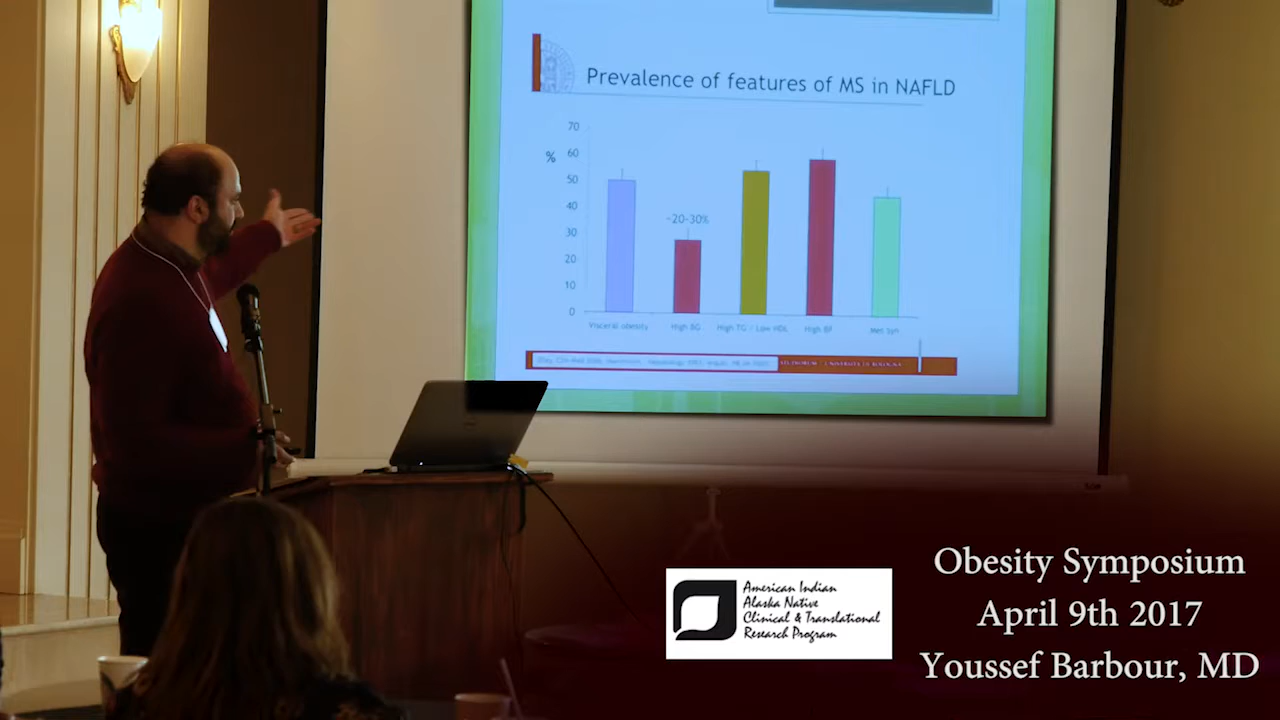 Prevalence of features of MS in NAFLD
70
%
60
50
40
30
20
10
0
~20-30%
Visceral obesity
High BG
High TG / Low HDL
High BP
Met Syn
American Indian
Alaska Native
Clinical & Translational
Research Program
Obesity Symposium
April 9th 2017
Youssef Barbour, MD